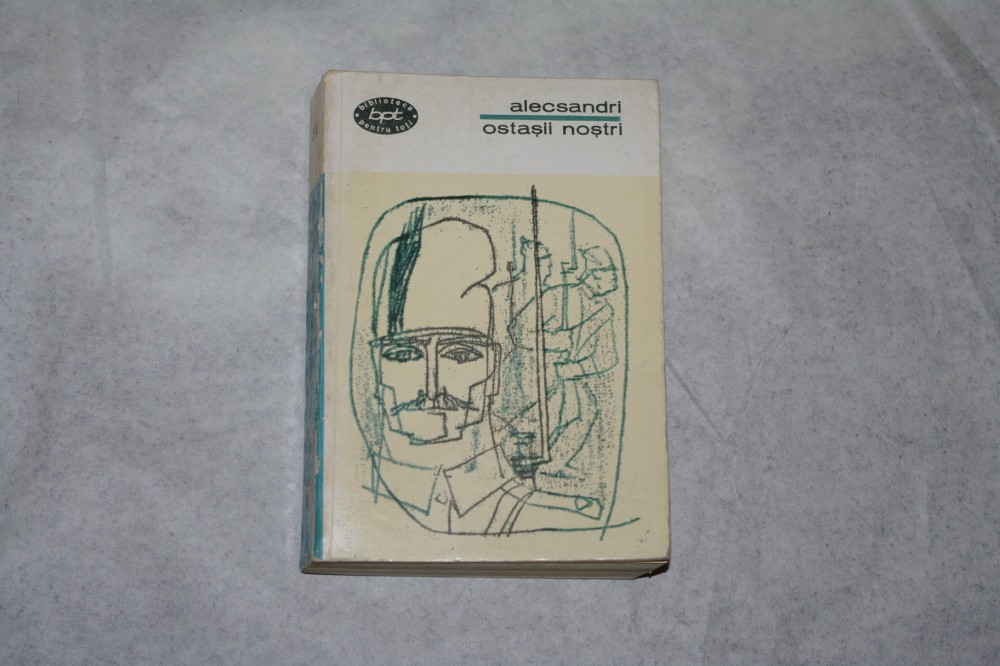 biblioteca
bpt
pentru toți
alecsandri
ostașii noștri